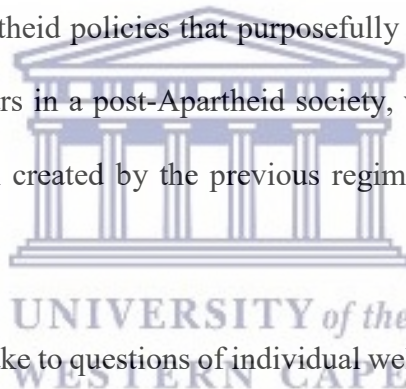 theid policies that purposefully
rs in a post-Apartheid society,
created by the previous regim
UNIVERSITY of the
ke to questions of individual we
WESTERN CAPE